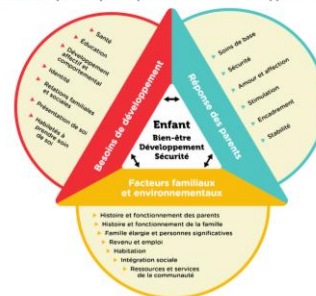 Santé
Éducation
Développement
affectif et
comportemental
Identité
Relations familiales
et sociales
Présentation de soi
Habiletés à
prendre soin
de soi
Besoins de développement
Soins de base
Sécurité
Amour et affection
Stimulation
Encadrement
Stabilité
Réponse des parents
Enfant
Bien-être
Développement
Sécurité
Facteurs familiaux
et environnementaux
Histoire et fonctionnement des parents
Histoire et fonctionnement de la famille
Famille élargie et personnes significatives
Revenu et emploi
Habitation
Intégration sociale
Ressources et services
de la communauté